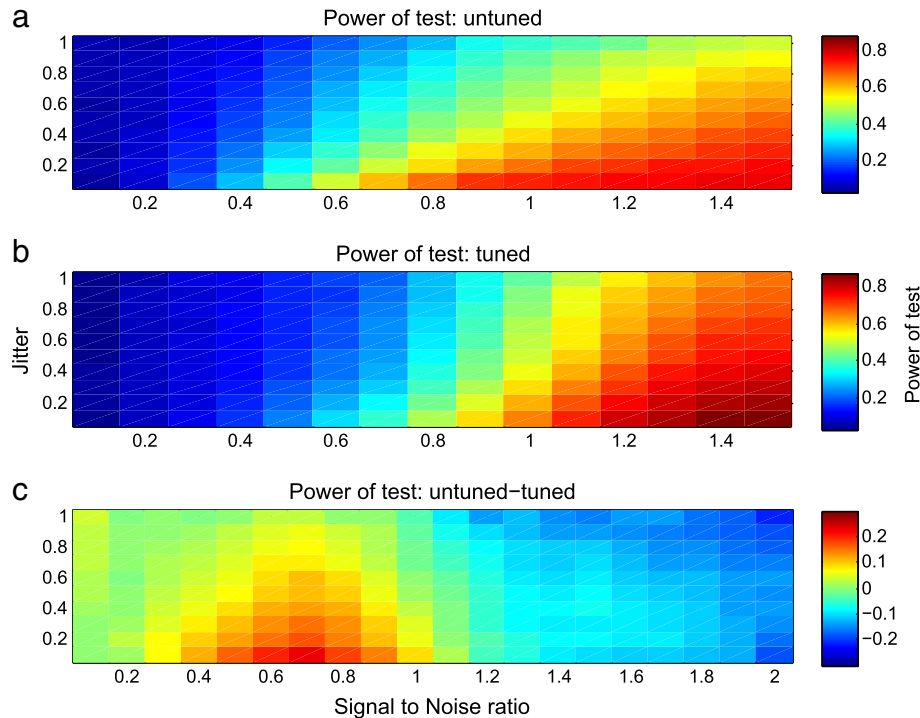 a
Power of test: untuned
1
0.8
0.6
0.4
0.2
0.2 0.4 0.6 0.8 1 1.2 1.4
0.8
0.6
0.4
0.2
b
Power of test: tuned
Jitter
1
0.8
0.6
0.4
0.2
0.2 0.4 0.6 0.8 1 1.2 1.4
0.8
0.6
0.4
0.2
Power of test
c
Power of test: untuned−tuned
1
0.8
0.6
0.4
0.2
0.2 0.4 0.6 0.8 1 1.2 1.4 1.6 1.8 2
0.2
0.1
0
−0.1
−0.2
Signal to Noise ratio